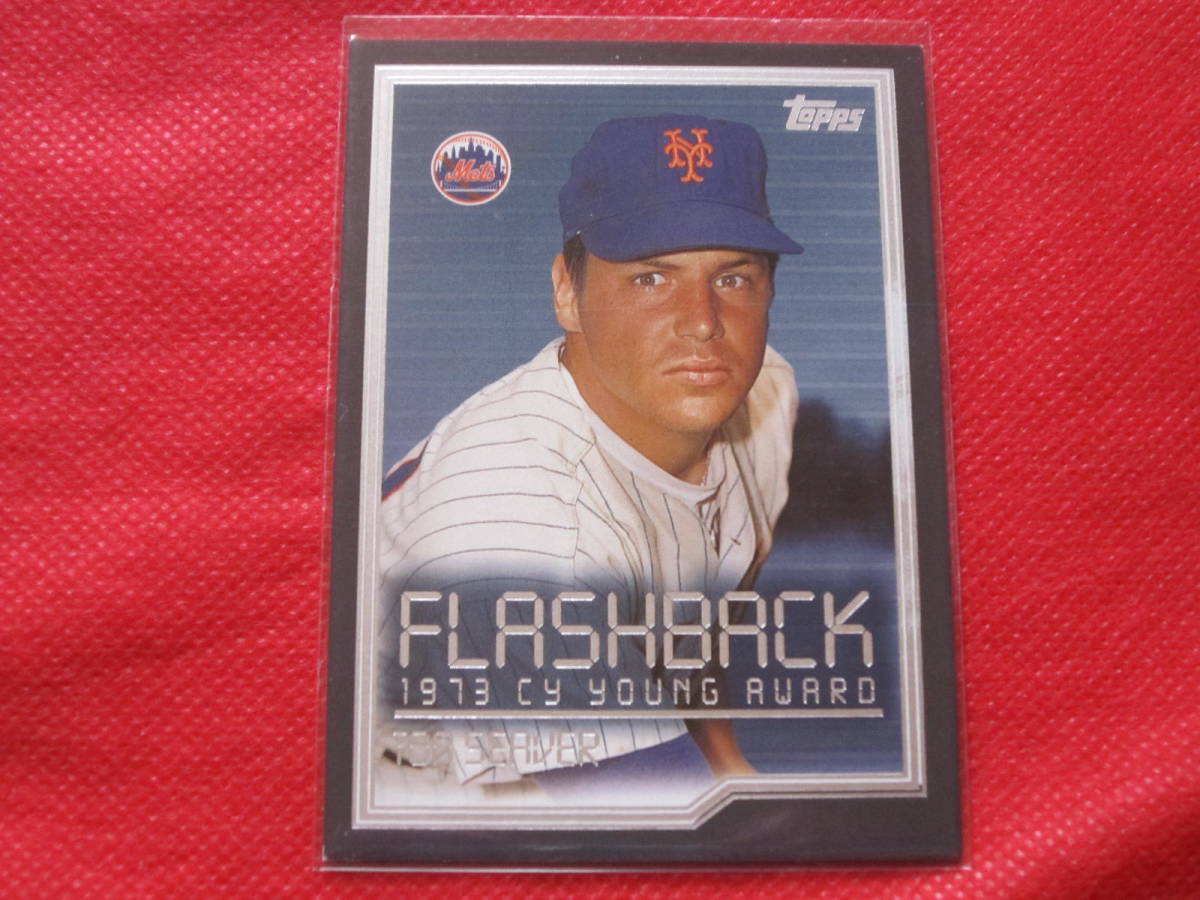 topps
NY
Mets
FLASHBACK
1973 CY YOUNG AWARD
TOM SEAVER